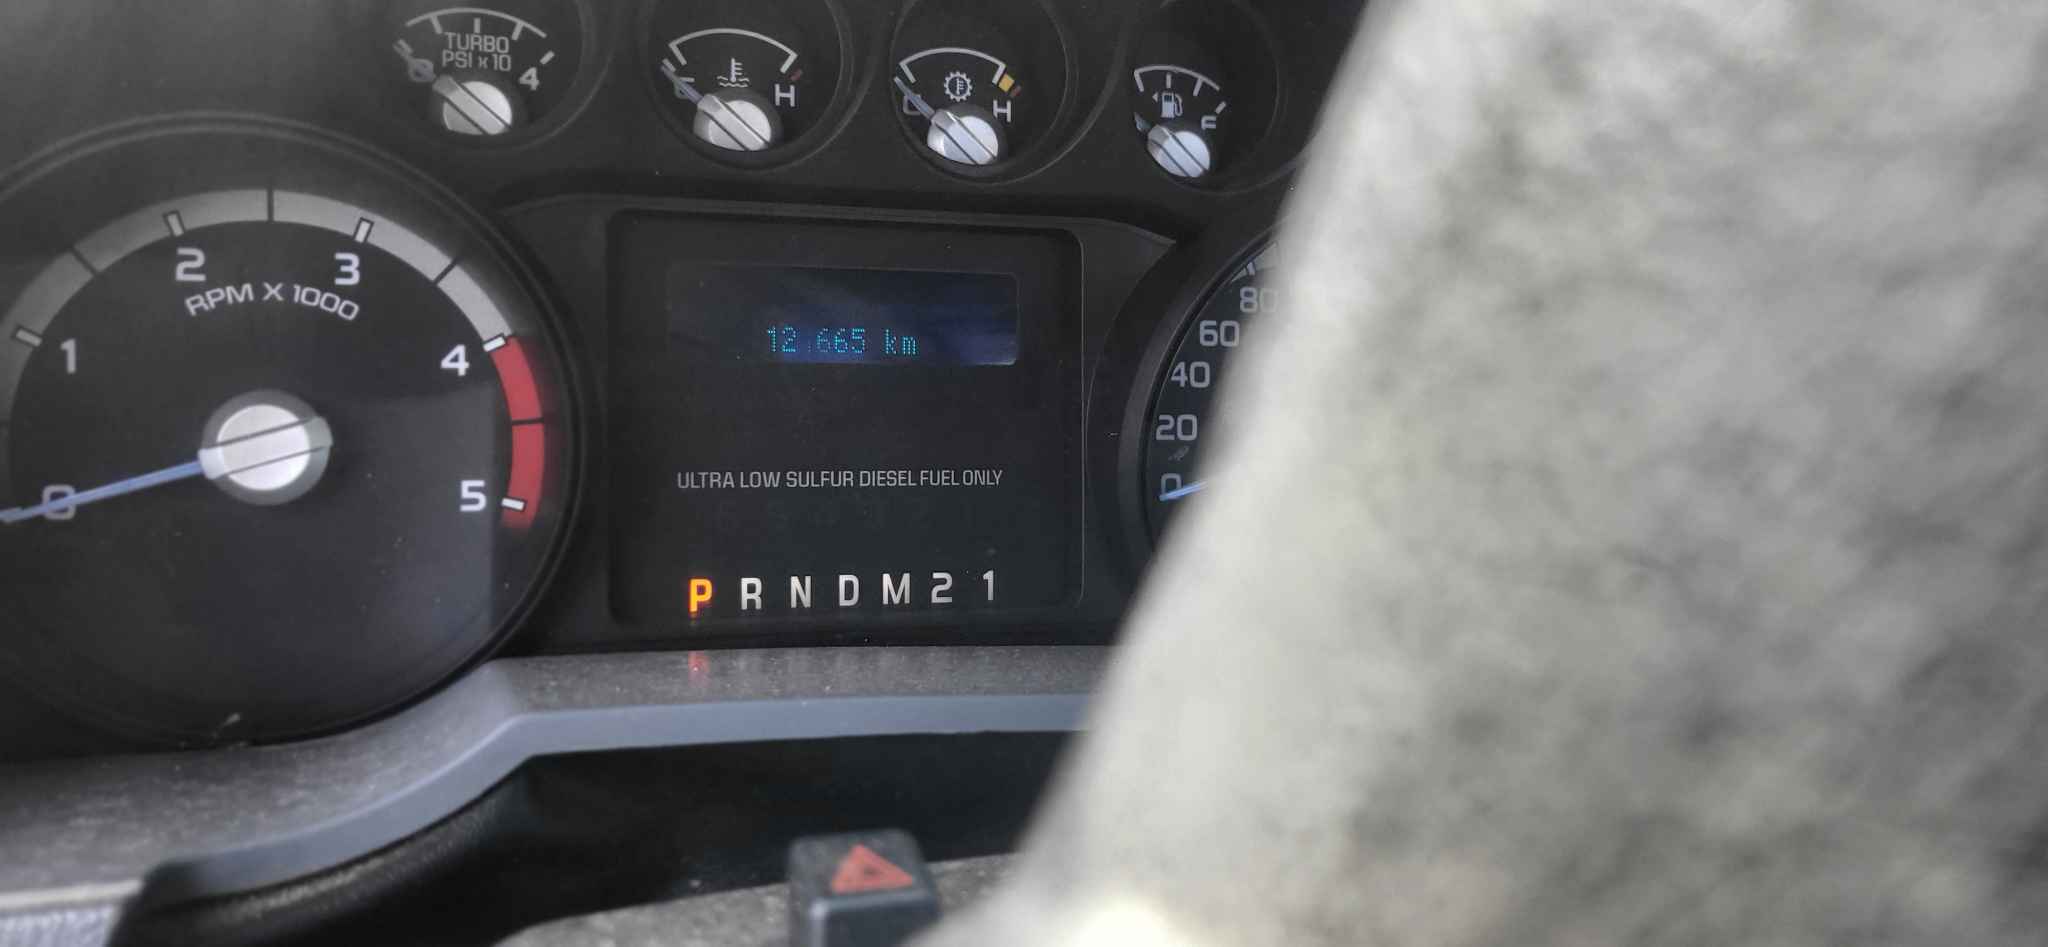 TURBO
PSI x 10
0 4
C H
C H
F
1 2 3 4 5
0
RPM X 1000
12,665 km
80
60
40
20
0
ULTRA LOW SULFUR DIESEL FUEL ONLY
P R N D M 2 1